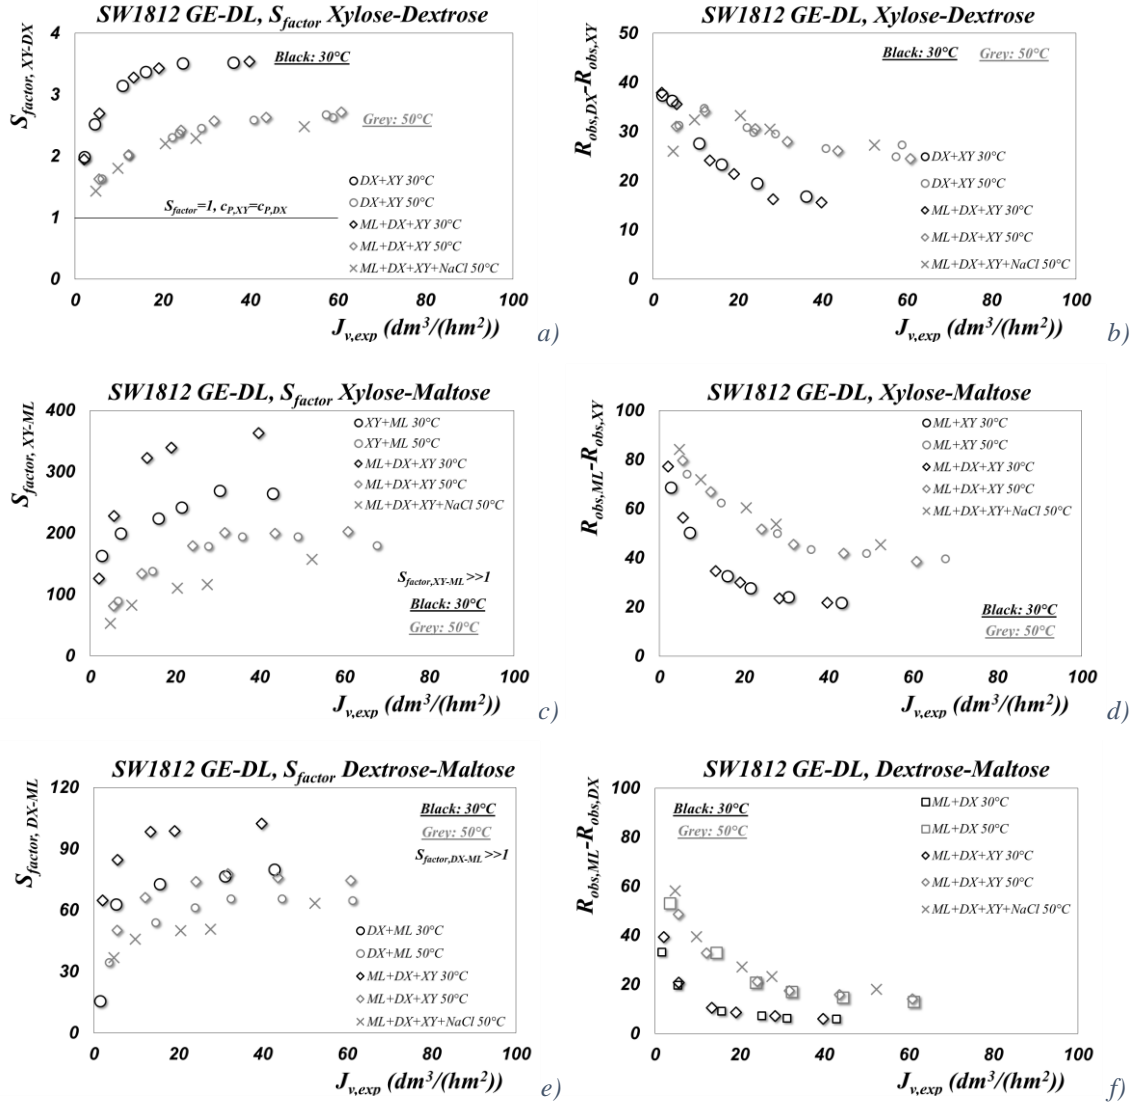 SW1812 GE-DL, Sfactor Xylose-Dextrose
Sfactor, XY-DX
4
3
2
1
0
Black: 30°C
Grey: 50°C
Sfactor=1, cP,XY=cP,DX
DX+XY 30°C
DX+XY 50°C
ML+DX+XY 30°C
ML+DX+XY 50°C
ML+DX+XY+NaCl 50°C
0 20 40 60 80 100
Jv,exp (dm³/(hm²))
a)
SW1812 GE-DL, Xylose-Dextrose
Robs,DX-Robs,XY
50
40
30
20
10
0
Black: 30°C Grey: 50°C
DX+XY 30°C
DX+XY 50°C
ML+DX+XY 30°C
ML+DX+XY 50°C
ML+DX+XY+NaCl 50°C
0 20 40 60 80 100
Jv,exp (dm³/(hm²))
b)
SW1812 GE-DL, Sfactor Xylose-Maltose
Sfactor, XY-ML
400
300
200
100
0
XY+ML 30°C
XY+ML 50°C
ML+DX+XY 30°C
ML+DX+XY 50°C
ML+DX+XY+NaCl 50°C
Sfactor,XY-ML>>1
Black: 30°C
Grey: 50°C
0 20 40 60 80 100
Jv,exp (dm³/(hm²))
c)
SW1812 GE-DL, Xylose-Maltose
Robs,ML-Robs,XY
100
80
60
40
20
0
ML+XY 30°C
ML+XY 50°C
ML+DX+XY 30°C
ML+DX+XY 50°C
ML+DX+XY+NaCl 50°C
Black: 30°C
Grey: 50°C
0 20 40 60 80 100
Jv,exp (dm³/(hm²))
d)
SW1812 GE-DL, Sfactor Dextrose-Maltose
Sfactor, DX-ML
120
90
60
30
0
Black: 30°C
Grey: 50°C
Sfactor,DX-ML>>1
DX+ML 30°C
DX+ML 50°C
ML+DX+XY 30°C
ML+DX+XY 50°C
ML+DX+XY+NaCl 50°C
0 20 40 60 80 100
Jv,exp (dm³/(hm²))
e)
SW1812 GE-DL, Dextrose-Maltose
Robs,ML-Robs,DX
100
80
60
40
20
0
Black: 30°C
Grey: 50°C
ML+DX 30°C
ML+DX 50°C
ML+DX+XY 30°C
ML+DX+XY 50°C
ML+DX+XY+NaCl 50°C
0 20 40 60 80 100
Jv,exp (dm³/(hm²))
f)